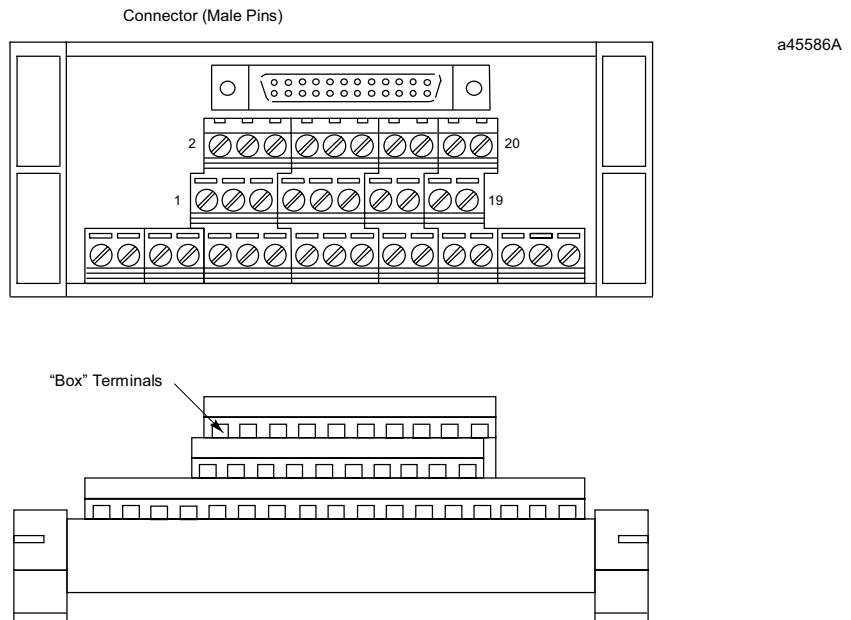 Connector (Male Pins)
a45586A
2
20
1
19
“Box” Terminals